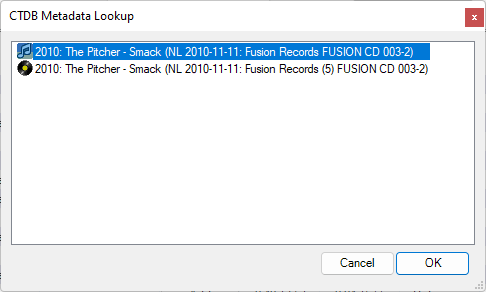 CTDB Metadata Lookup
2010: The Pitcher - Smack (NL 2010-11-11: Fusion Records FUSION CD 003-2)
2010: The Pitcher - Smack (NL 2010-11-11: Fusion Records (5) FUSION CD 003-2)
Cancel OK